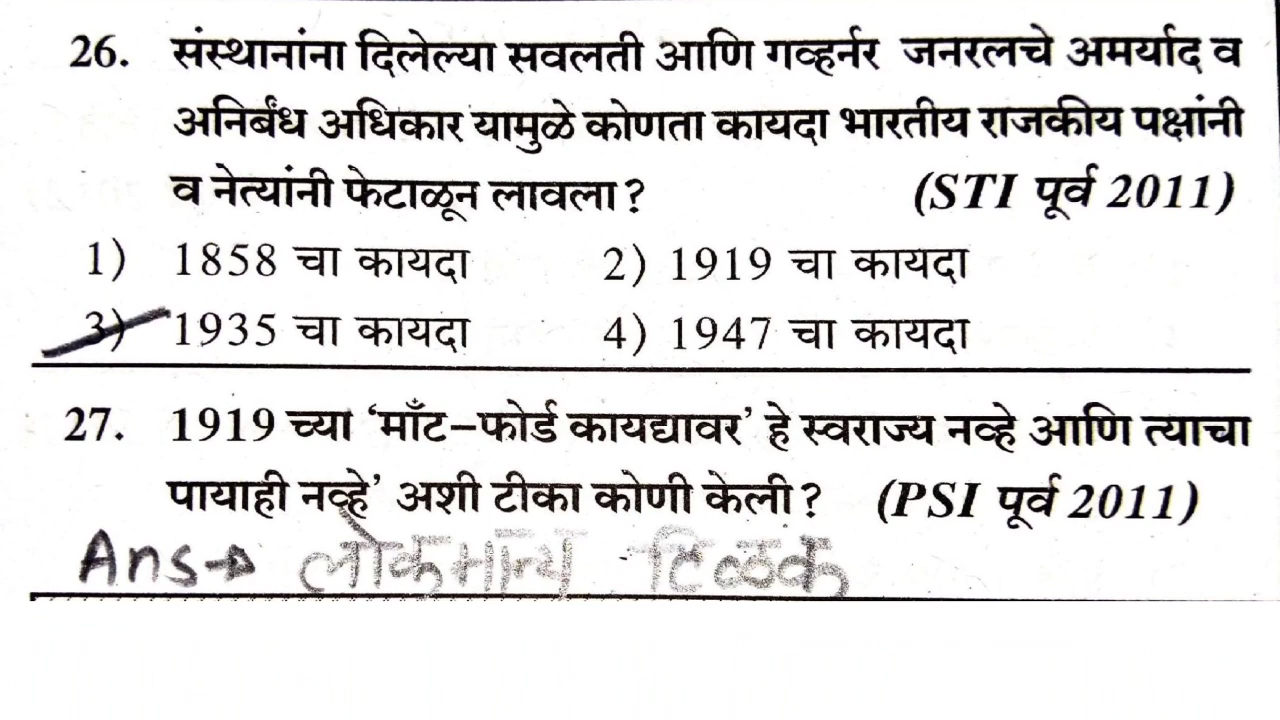 26. संस्थानांना दिलेल्या सवलती आणि गव्हर्नर जनरलचे अमर्याद व
अनिर्बंध अधिकार यामुळे कोणता कायदा भारतीय राजकीय पक्षांनी
व नेत्यांनी फेटाळून लावला? (STI पूर्व 2011)
1) 1858 चा कायदा 2) 1919 चा कायदा
3) 1935 चा कायदा 4) 1947 चा कायदा
27. 1919 च्या ‘माँट–फोर्ड कायद्यावर’ हे स्वराज्य नव्हे आणि त्याचा
पायाही नव्हे’ अशी टीका कोणी केली? (PSI पूर्व 2011)
Ans→ लोकमान्य टिळक